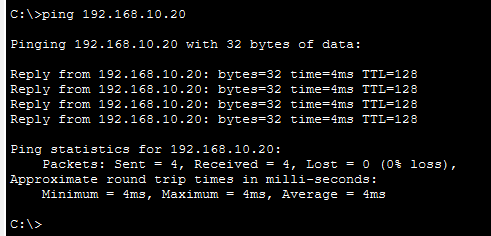 C:\>ping 192.168.10.20
Pinging 192.168.10.20 with 32 bytes of data:
Reply from 192.168.10.20: bytes=32 time=4ms TTL=128
Reply from 192.168.10.20: bytes=32 time=4ms TTL=128
Reply from 192.168.10.20: bytes=32 time=4ms TTL=128
Reply from 192.168.10.20: bytes=32 time=4ms TTL=128
Ping statistics for 192.168.10.20:
    Packets: Sent = 4, Received = 4, Lost = 0 (0% loss),
Approximate round trip times in milli-seconds:
    Minimum = 4ms, Maximum = 4ms, Average = 4ms
C:\>